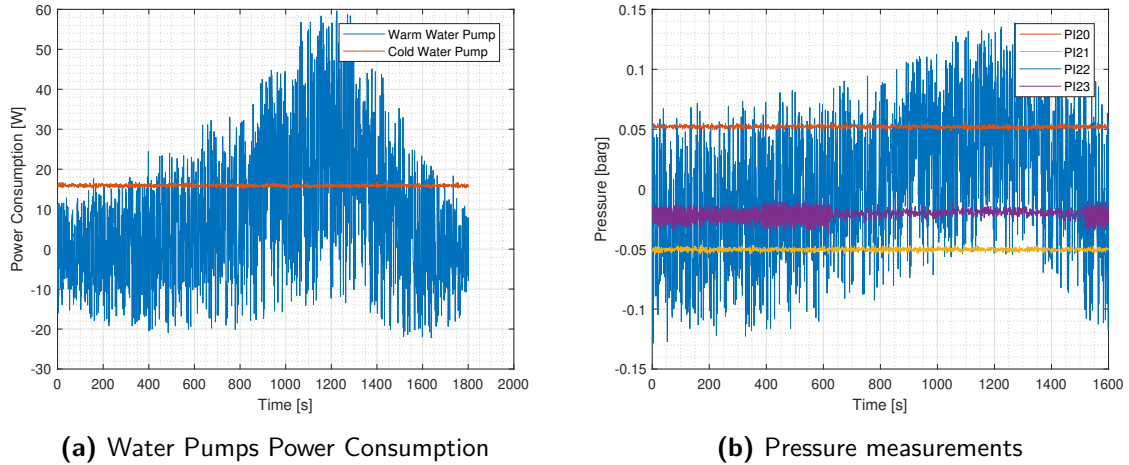 60
50
40
30
20
10
0
-10
-20
-30
0 200 400 600 800 1000 1200 1400 1600 1800 2000
Power Consumption [W]
Time [s]
Warm Water Pump
Cold Water Pump
(a) Water Pumps Power Consumption
0.15
0.1
0.05
0
-0.05
-0.1
-0.15
0 200 400 600 800 1000 1200 1400 1600
Pressure [barg]
Time [s]
PI20
PI21
PI22
PI23
(b) Pressure measurements